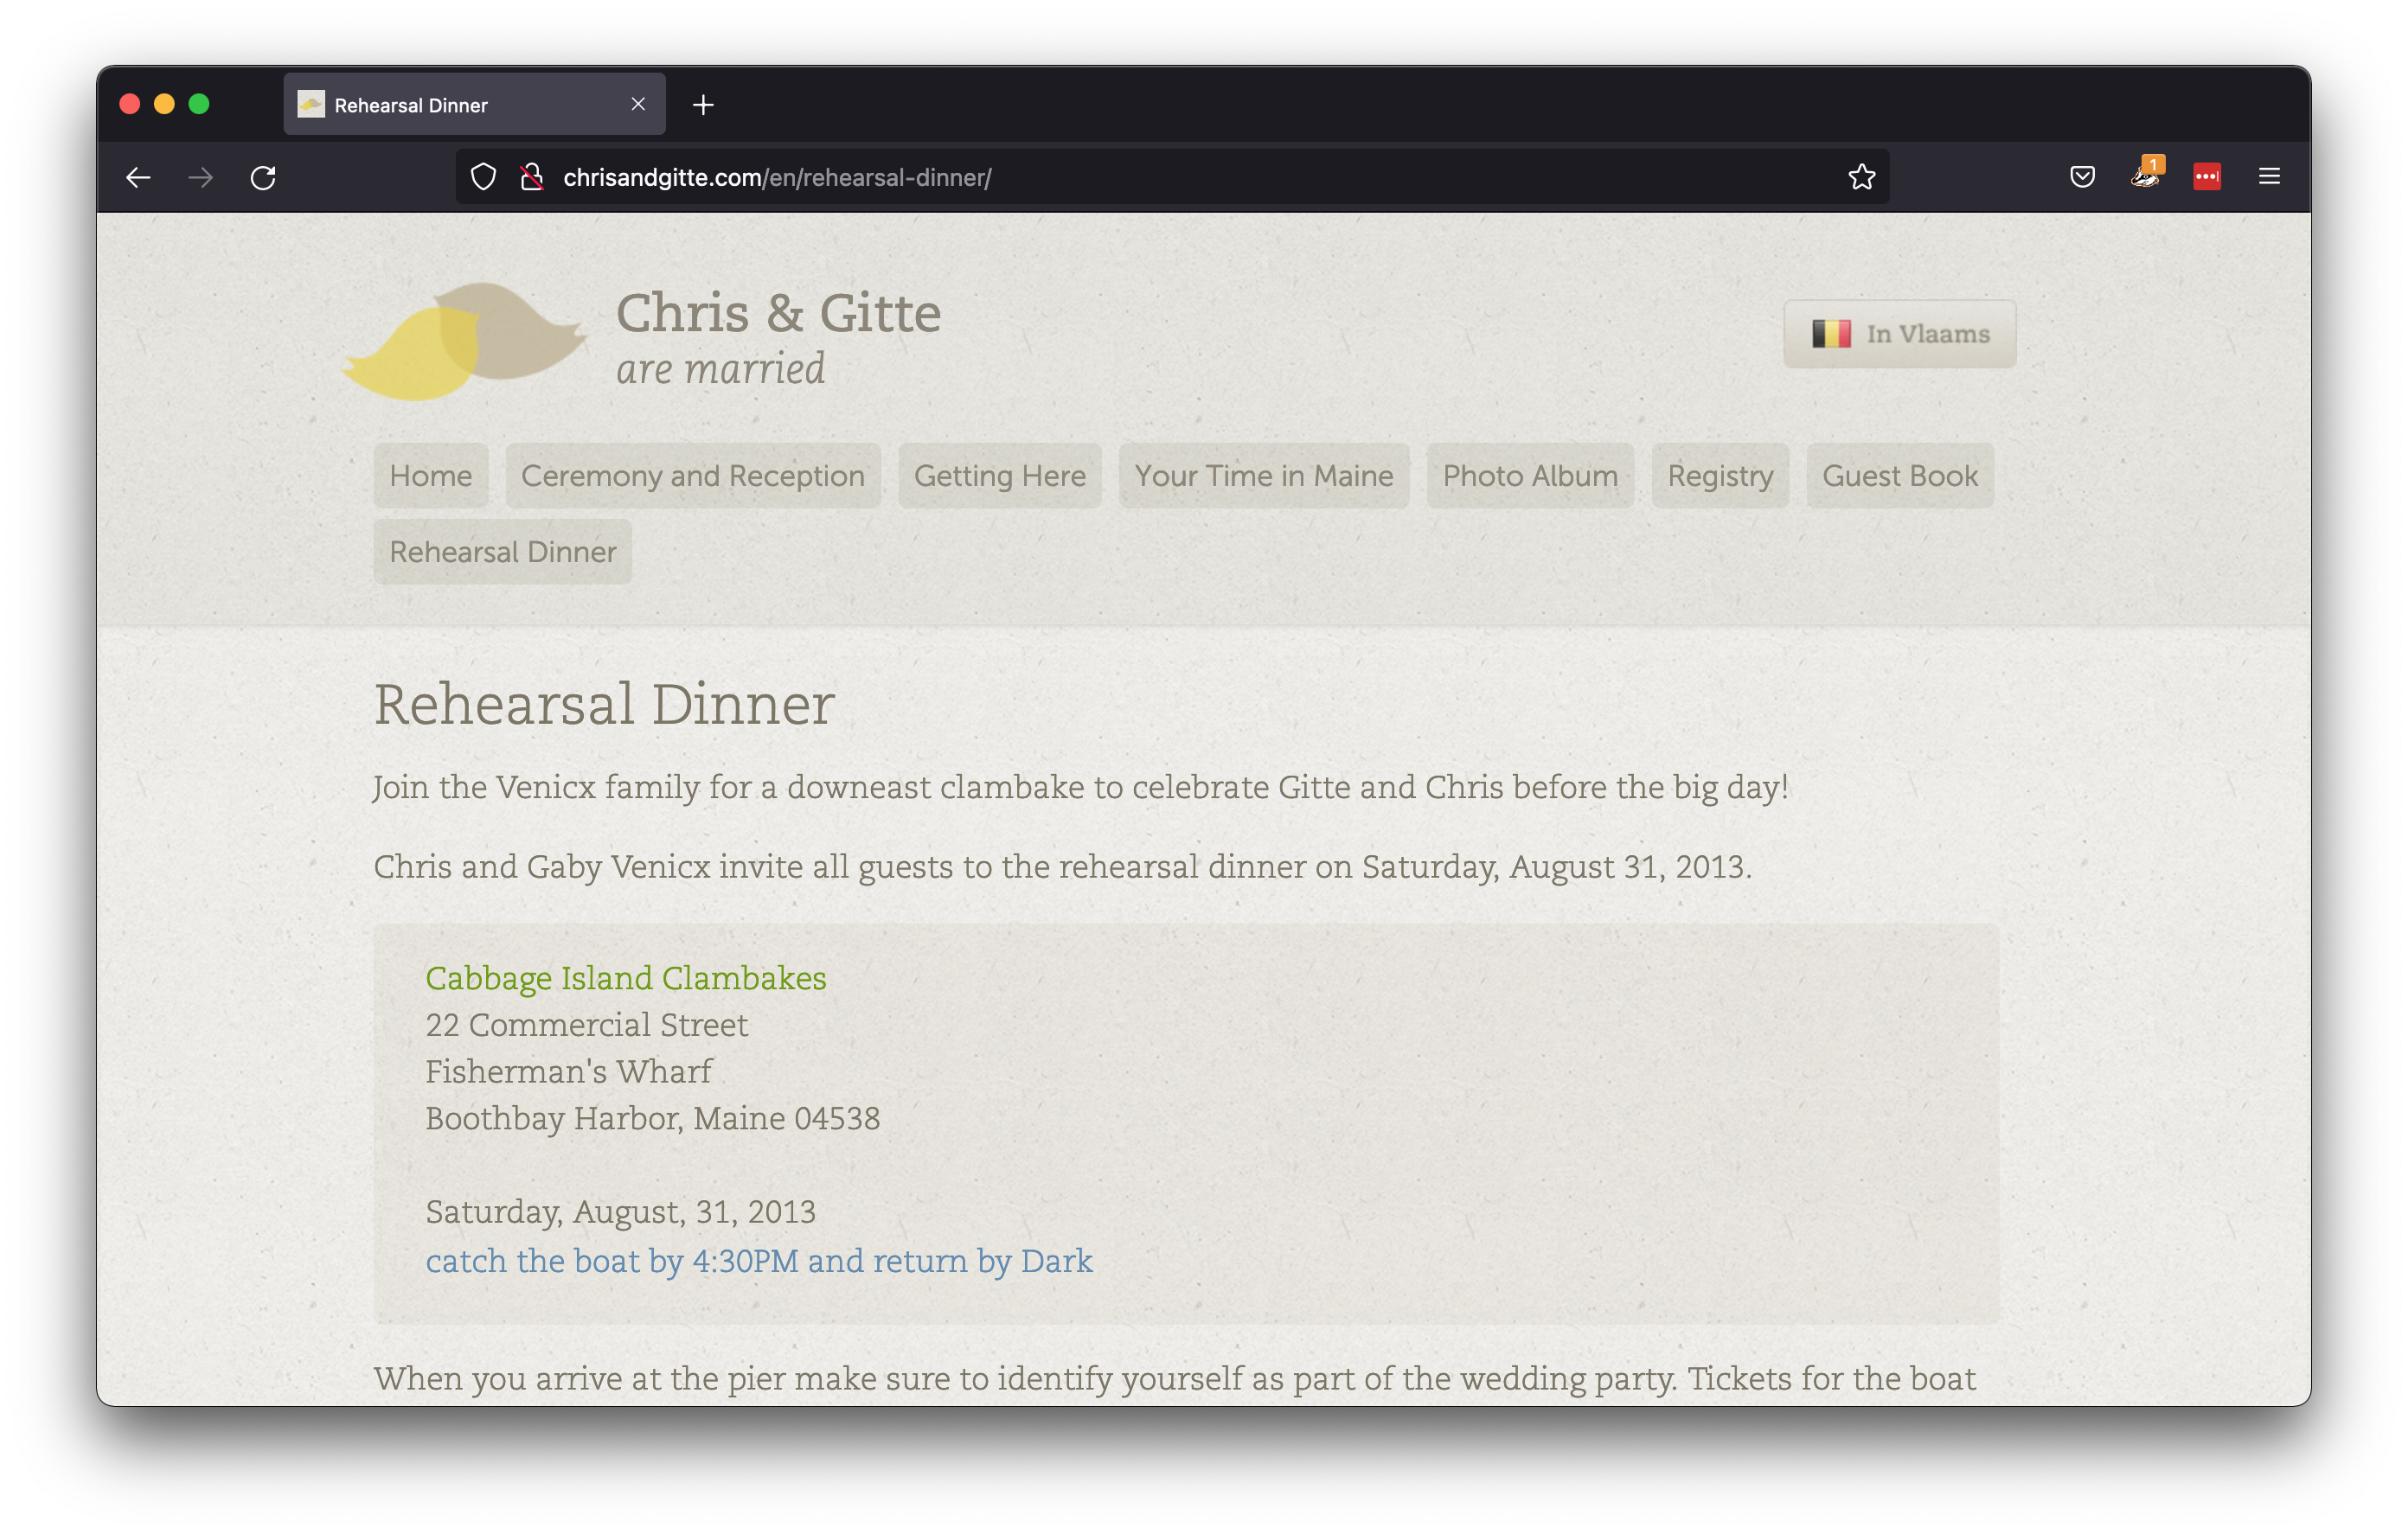 Rehearsal Dinner
chrisandgitte.com/en/rehearsal-dinner/
1
Chris & Gitte
are married
In Vlaams
Home Ceremony and Reception Getting Here Your Time in Maine Photo Album Registry Guest Book
Rehearsal Dinner
Rehearsal Dinner
Join the Venicx family for a downeast clambake to celebrate Gitte and Chris before the big day!
Chris and Gaby Venicx invite all guests to the rehearsal dinner on Saturday, August 31, 2013.
Cabbage Island Clambakes
22 Commercial Street
Fisherman's Wharf
Boothbay Harbor, Maine 04538
Saturday, August, 31, 2013
catch the boat by 4:30PM and return by Dark
When you arrive at the pier make sure to identify yourself as part of the wedding party. Tickets for the boat